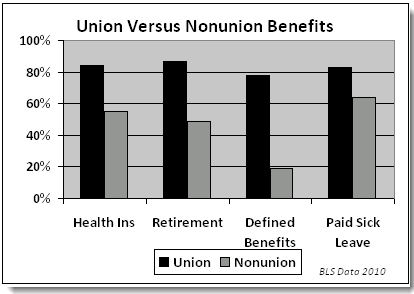 Union Versus Nonunion Benefits
100%
80%
60%
40%
20%
0%
Health Ins Retirement Defined Benefits Paid Sick Leave
Union Nonunion
BLS Data 2010